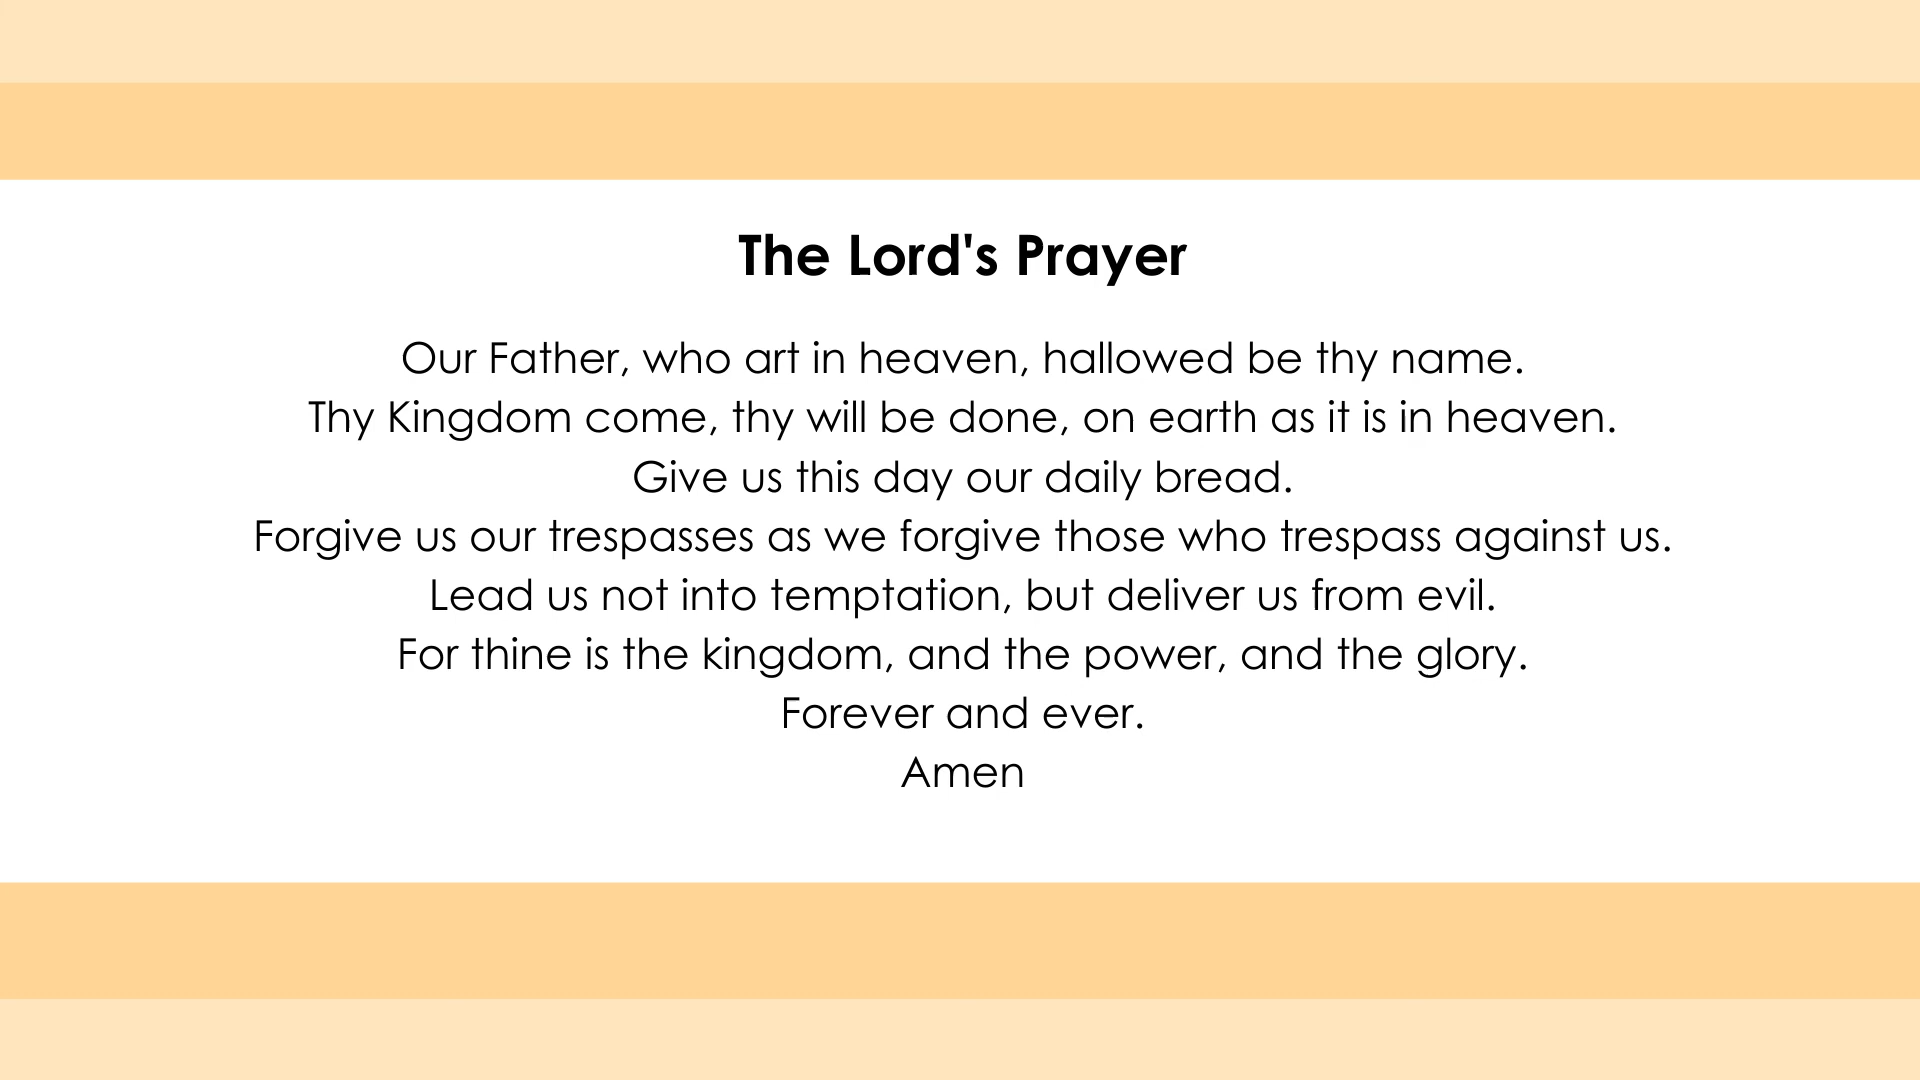 The Lord's Prayer
Our Father, who art in heaven, hallowed be thy name.
Thy Kingdom come, thy will be done, on earth as it is in heaven.
Give us this day our daily bread.
Forgive us our trespasses as we forgive those who trespass against us.
Lead us not into temptation, but deliver us from evil.
For thine is the kingdom, and the power, and the glory.
Forever and ever.
Amen